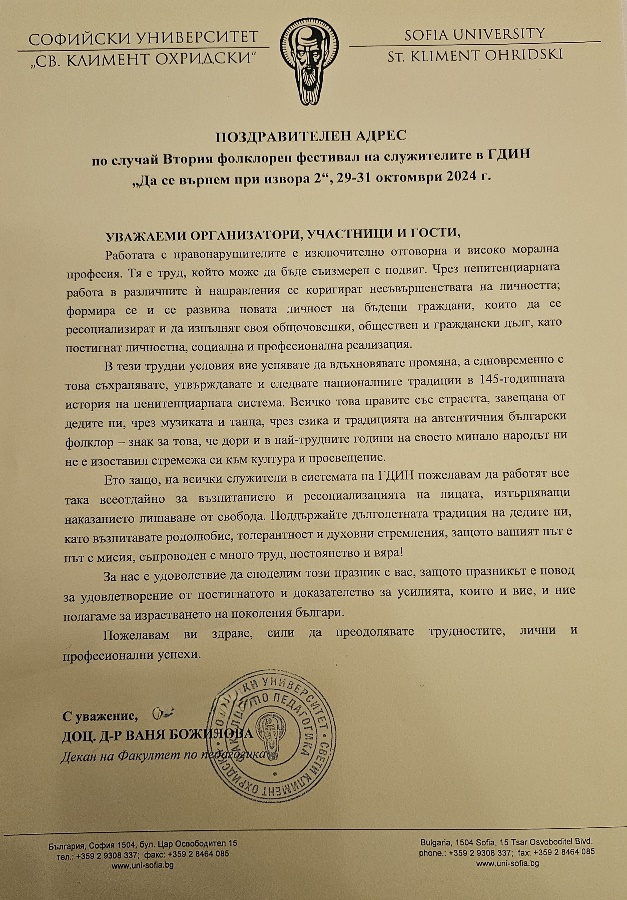 СОФИЙСКИ УНИВЕРСИТЕТ
„СВ. КЛИМЕНТ ОХРИДСКИ“
SOFIA UNIVERSITY
ST. KLIMENT OHRIDSKI
ПОЗДРАВИТЕЛЕН АДРЕС
по случай Втория фолклорен фестивал на служителите в ГДИН
„Да се върнем при извора 2“, 29-31 октомври 2024 г.
УВАЖАЕМИ ОРГАНИЗАТОРИ, УЧАСТНИЦИ И ГОСТИ,
Работата с правонарушителите е изключително отговорна и високо морална
професия. Тя е труд, който може да бъде съизмерен с подвиг. Чрез пенитенциарната
работа в различните ѝ направления се коригират несъвършенствата на личността;
формира се и се развива новата личност на бъдещи граждани, които да се
ресоциализират и да изпълнят своя общочовешки, обществен и граждански дълг, като
постигнат личностна, социална и професионална реализация.
В тези трудни условия вие успявате да вдъхновявате промяна, а едновременно с
това съхранявате, утвърждавате и следвате националните традиции в 145-годишната
история на пенитенциарната система. Всичко това правите със страстта, завещана от
дедите ни, чрез музиката и танца, чрез езика и традицията на автентичния български
фолклор – знак за това, че дори и в най-трудните години на своето минало народът ни
не е изоставил стремежа си към култура и просвещение.
Ето защо, на всички служители в системата на ГДИН пожелавам да работят все
така всеотдайно за възпитанието и ресоциализацията на лицата, изтърпяващи
наказанието лишаване от свобода. Поддържайте дълголетната традиция на дедите ни,
като възпитавате родолюбие, толерантност и духовни стремления, защото вашият път е
път с мисия, съпроводен с много труд, постоянство и вяра!
За нас е удоволствие да споделим този празник с вас, защото празникът е повод
за удовлетворение от постигнатото и доказателство за усилията, които и вие, и ние
полагаме за израстването на поколения българи.
Пожелавам ви здраве, сили да преодолявате трудностите, лични и
професионални успехи.
С уважение,
ДОЦ. Д-Р ВАНЯ БОЖИЛОВА
Декан на Факултет по педагогика
СОФИЙСКИ УНИВЕРСИТЕТ • СВЕТИ КЛИМЕНТ ОХРИДСКИ •
ФАКУЛТЕТ ПО ПЕДАГОГИКА
България, София 1504, бул. Цар Освободител 15
тел.: +359 2 9308 337; факс: +359 2 8464 085
www.uni-sofia.bg
Bulgaria, 1504 Sofia, 15 Tsar Osvoboditel Blvd.
phone.: +359 2 9308 337; fax: +359 2 8464 085
www.uni-sofia.bg